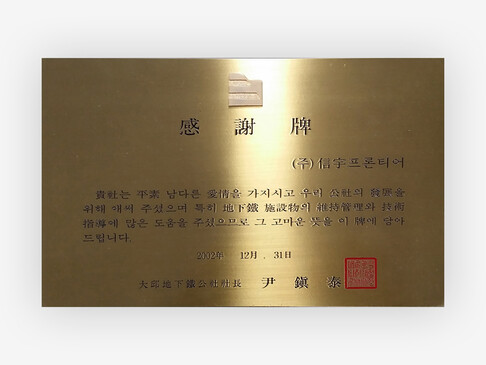 感謝牌
(주) 信宇프론티어
貴社는 平素 남다른 愛情을 가지시고 우리 公社의 發展을
위해 애써 주셨으며 특히 地下鐵 施設物의 維持管理와 技術
指導에 많은 도움을 주셨으므로 그 고마운 뜻을 이 牌에 담아
드립니다.
2002年 12月 31日
大邱地下鐵公社社長 尹鎭泰